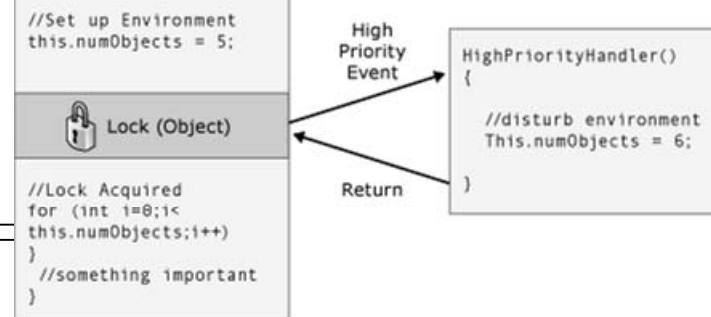 //Set up Environment
this.numObjects = 5;
Lock (Object)
//Lock Acquired
for (int i=0;i<
this.numObjects;i++)
}
//something important
}
High
Priority
Event
Return
HighPriorityHandler()
{
//disturb environment
This.numObjects = 6;
}